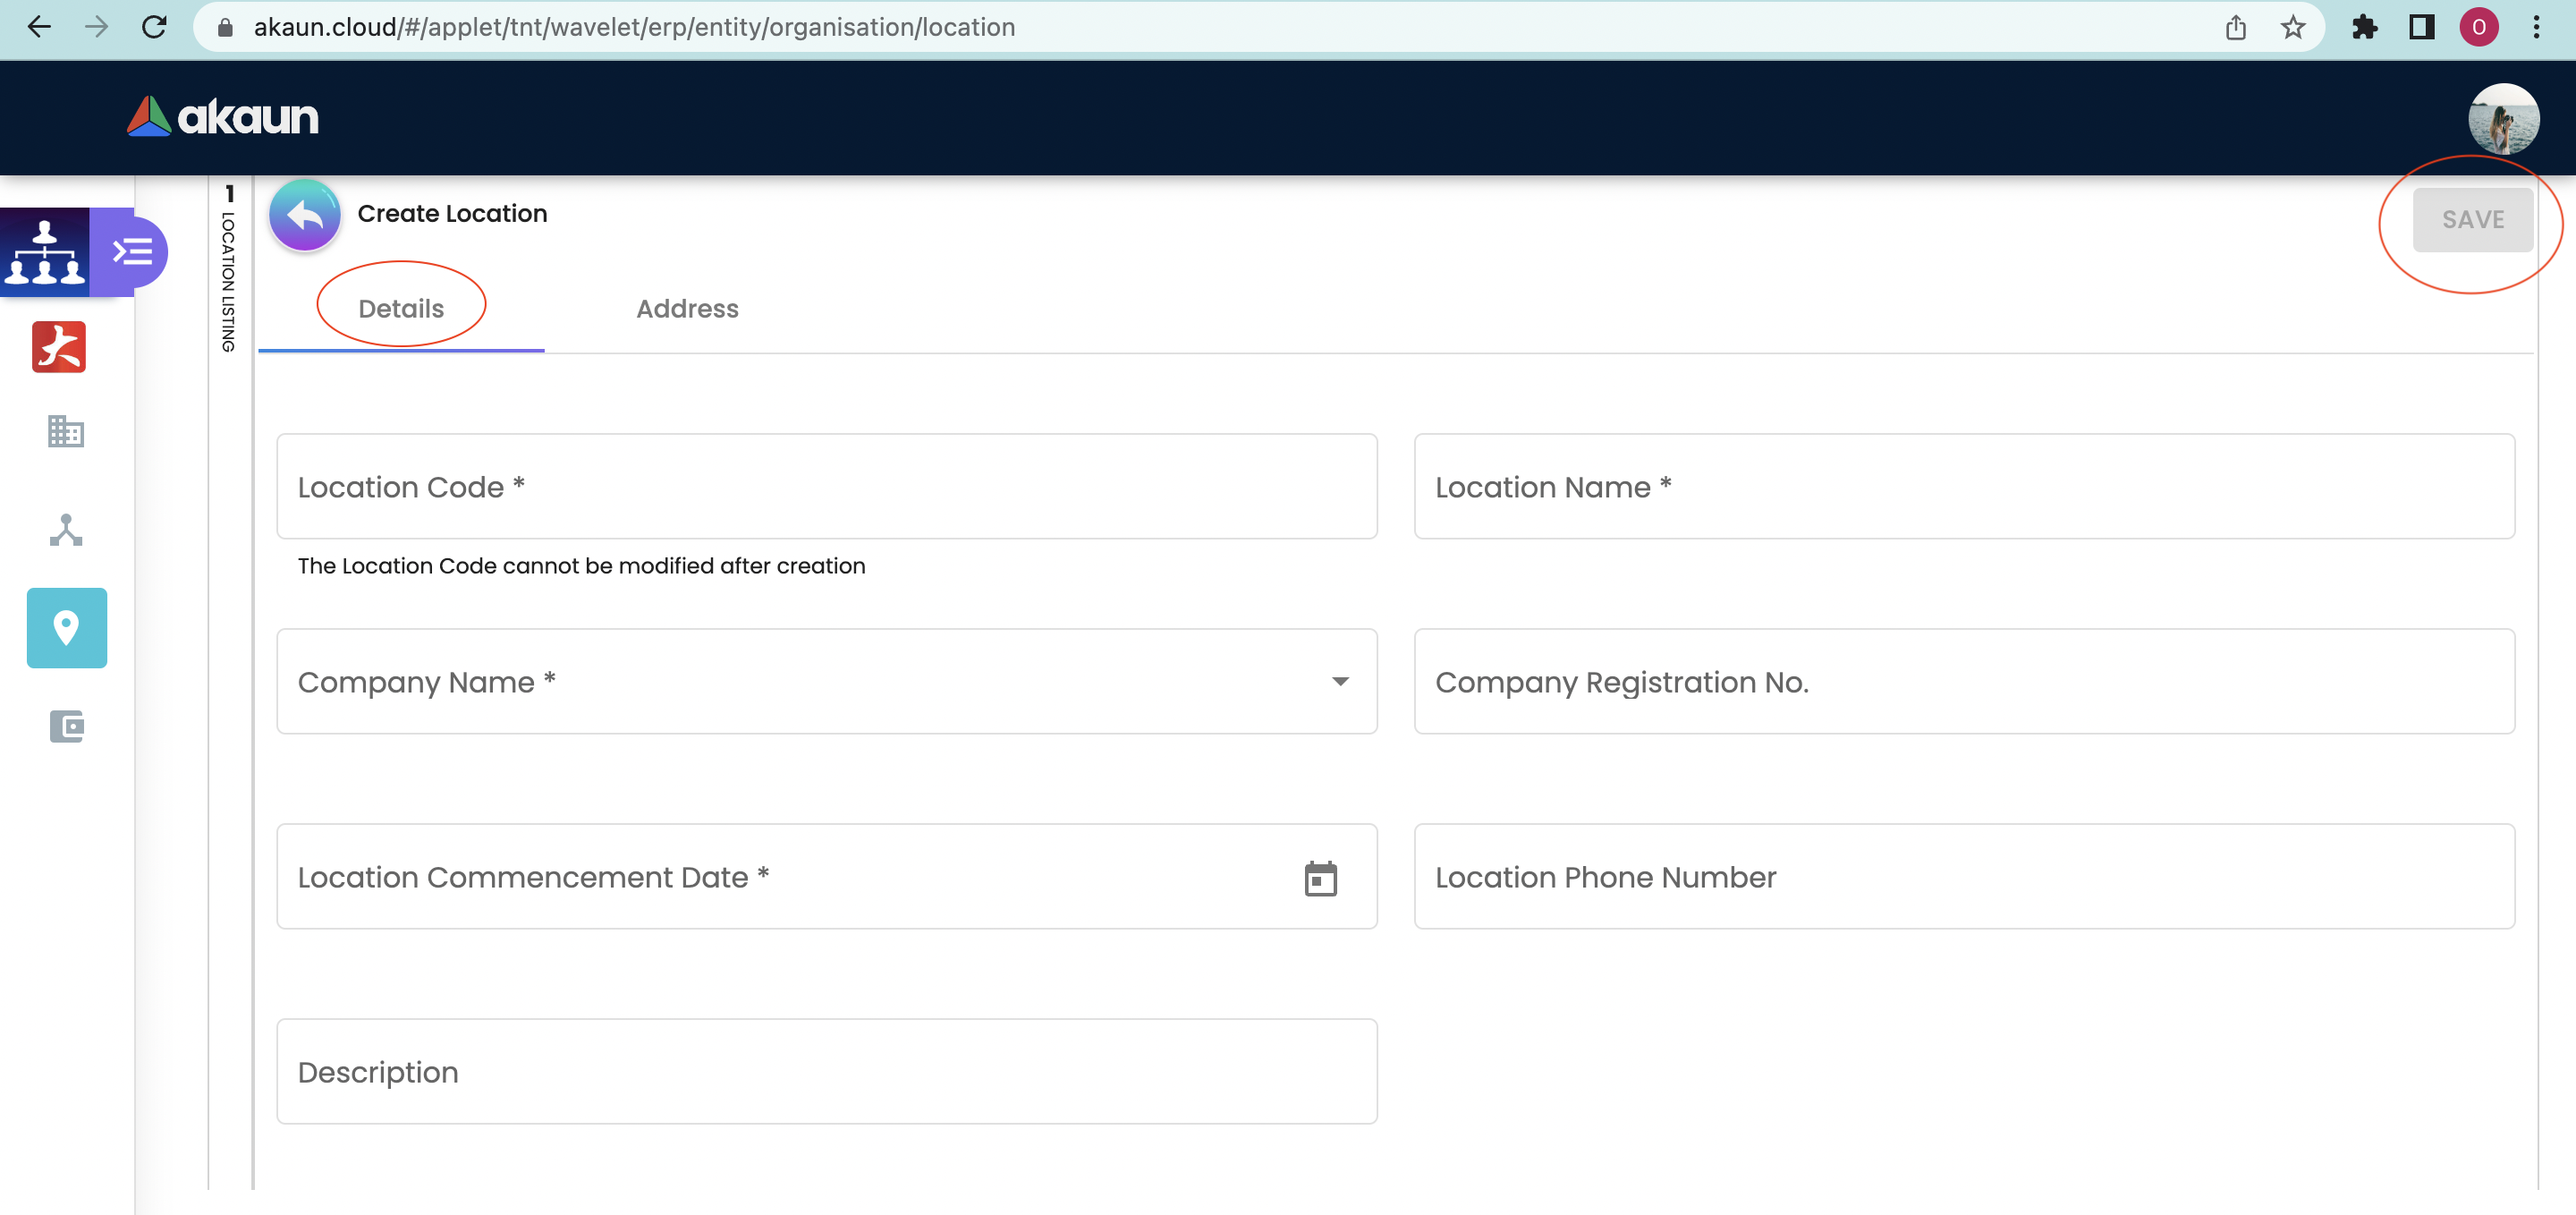 akaun.cloud/#/applet/tnt/wavelet/erp/entity/organisation/location
O
akaun
1
LOCATION LISTING
Create Location
SAVE
Details
Address
Location Code *
Location Name *
The Location Code cannot be modified after creation
Company Name *
Company Registration No.
Location Commencement Date *
Location Phone Number
Description